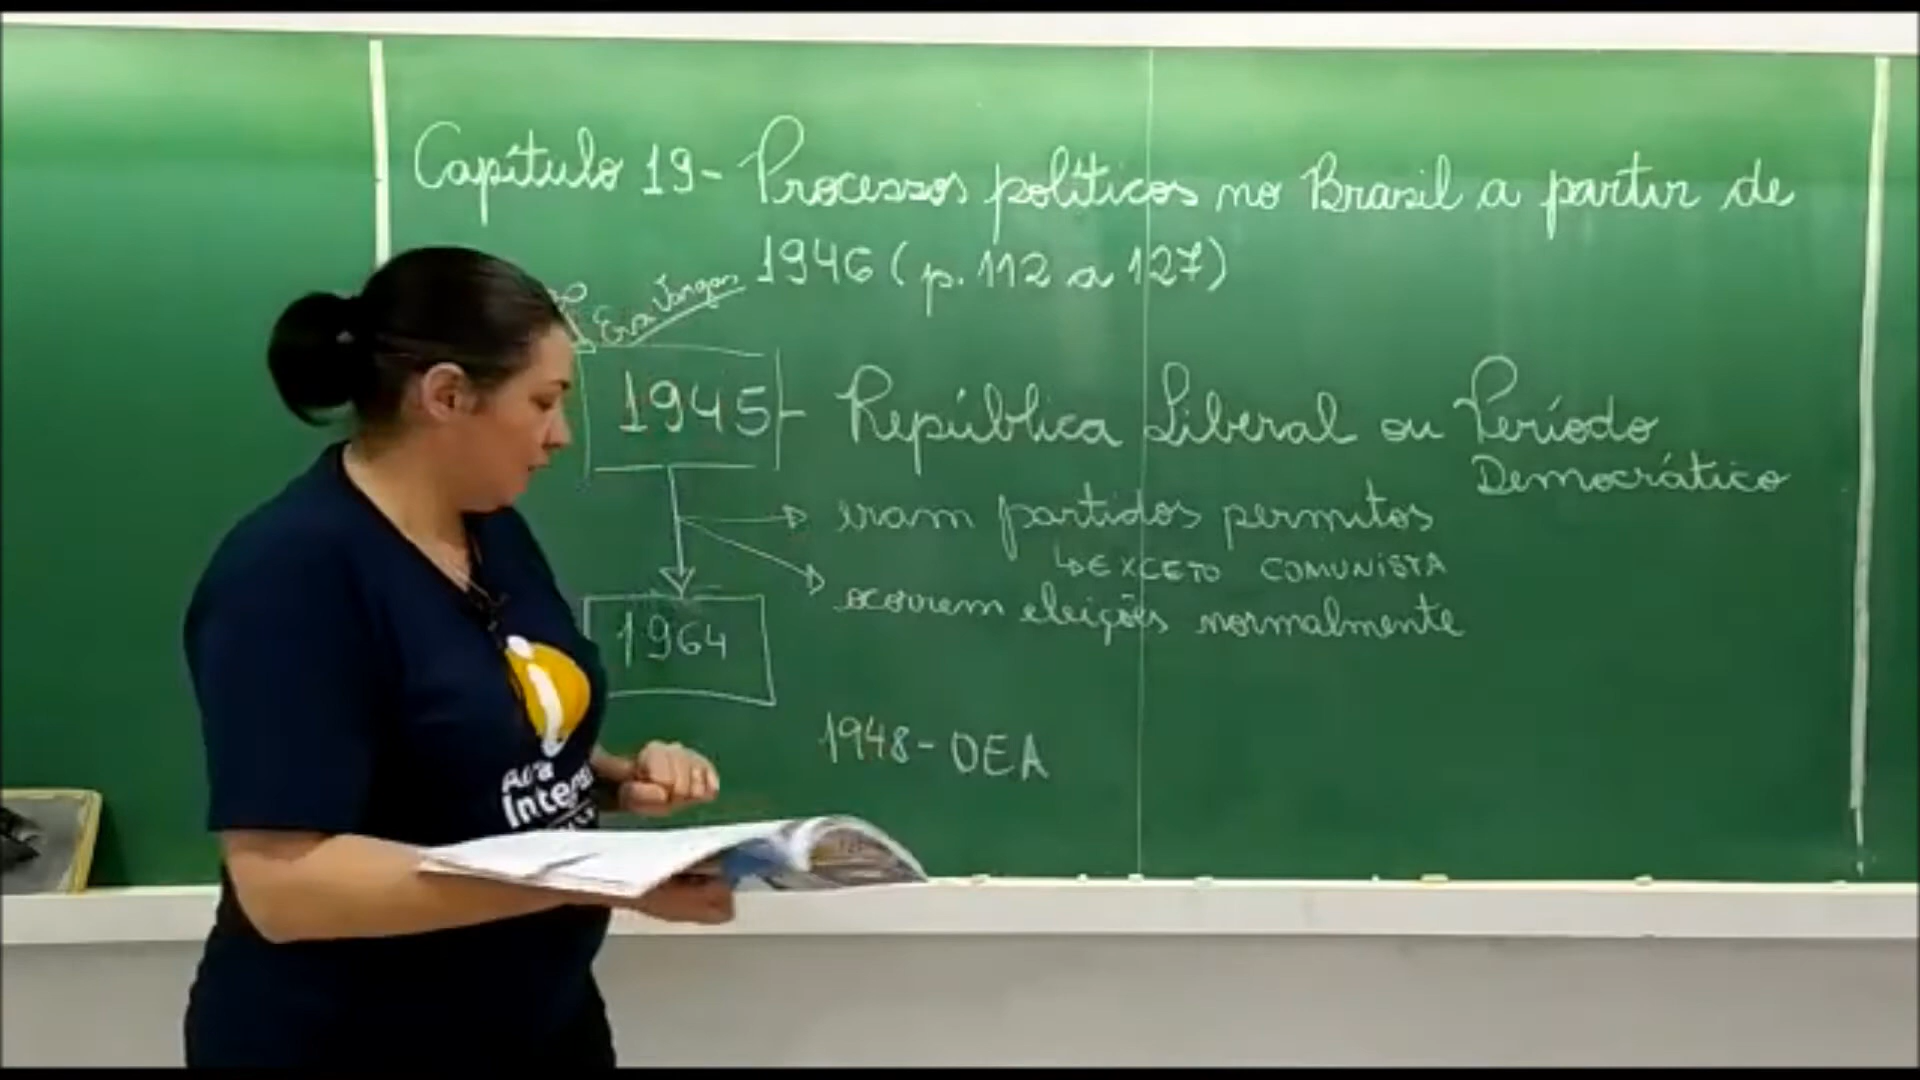 Capítulo 19- Processos políticos no Brasil a partir de
1946 (p. 112 a 127)
Era Vargas
1945 - República Liberal ou Período
Democrático
eram partidos permitos
↳ EXCETO COMUNISTA
ocorrem eleições normalmente
1964
1948- OEA